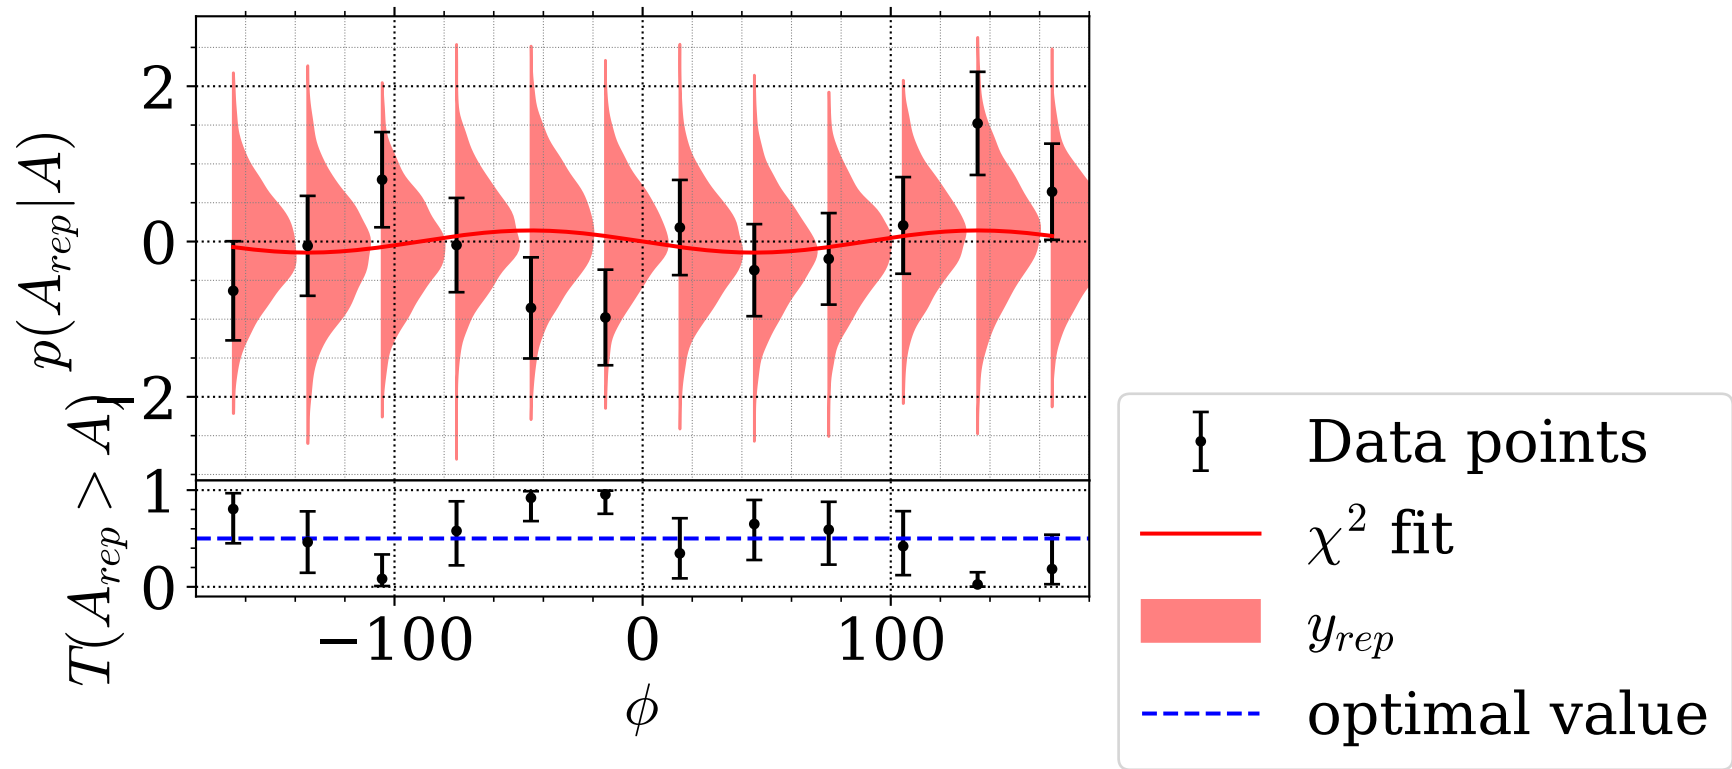 p(A_rep|A)
2
0
−2
T(A_rep > A)
1
0
−100 0 100
ϕ
Data points
χ² fit
y_rep
optimal value